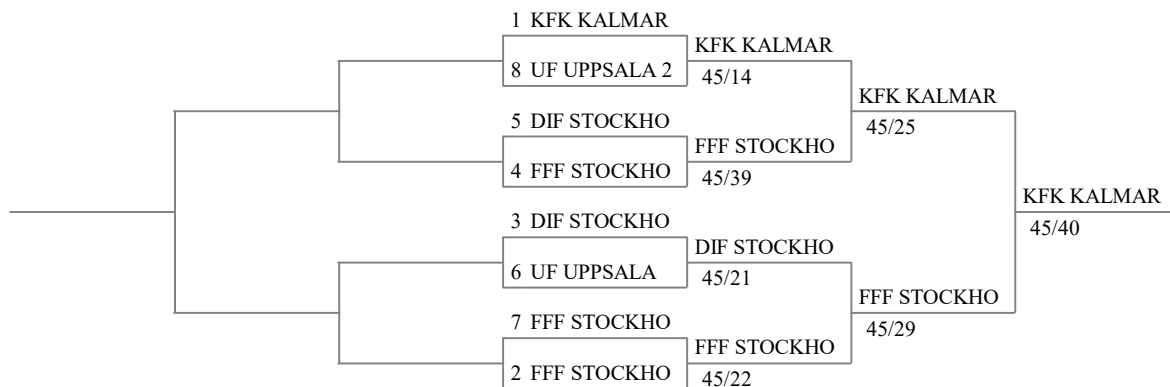 1 KFK KALMAR
KFK KALMAR
8 UF UPPSALA 2
45/14
KFK KALMAR
45/25
5 DIF STOCKHO
FFF STOCKHO
4 FFF STOCKHO
45/39
KFK KALMAR
45/40
3 DIF STOCKHO
DIF STOCKHO
6 UF UPPSALA
45/21
FFF STOCKHO
45/29
7 FFF STOCKHO
FFF STOCKHO
2 FFF STOCKHO
45/22